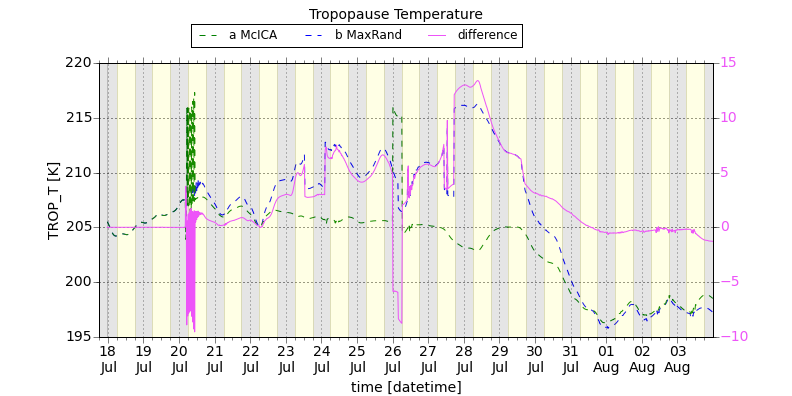 Tropopause Temperature
a McICA b MaxRand difference
220 15
215 10
210 5
205 0
200 −5
195 −10
TROP_T [K]
18 19 20 21 22 23 24 25 26 27 28 29 30 31 01 02 03
Jul Jul Jul Jul Jul Jul Jul Jul Jul Jul Jul Jul Jul Jul Aug Aug Aug
time [datetime]